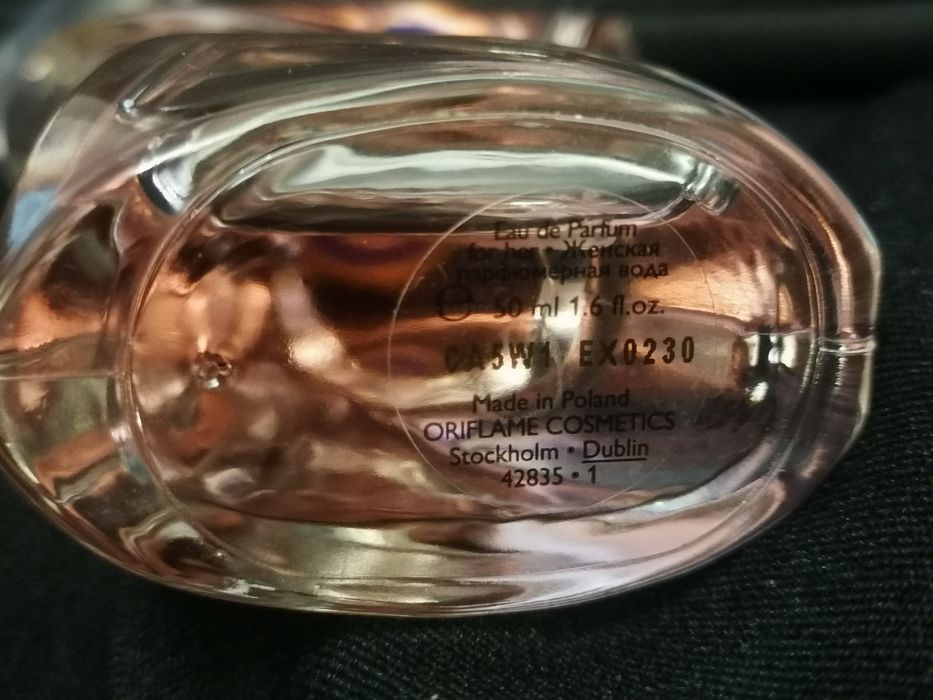 Eau de Parfum
for her • Женская
парфюмерная вода
℮ 50 ml 1.6 fl.oz.
CA5W1 EX0230
Made in Poland
ORIFLAME COSMETICS
Stockholm • Dublin
42835 • 1